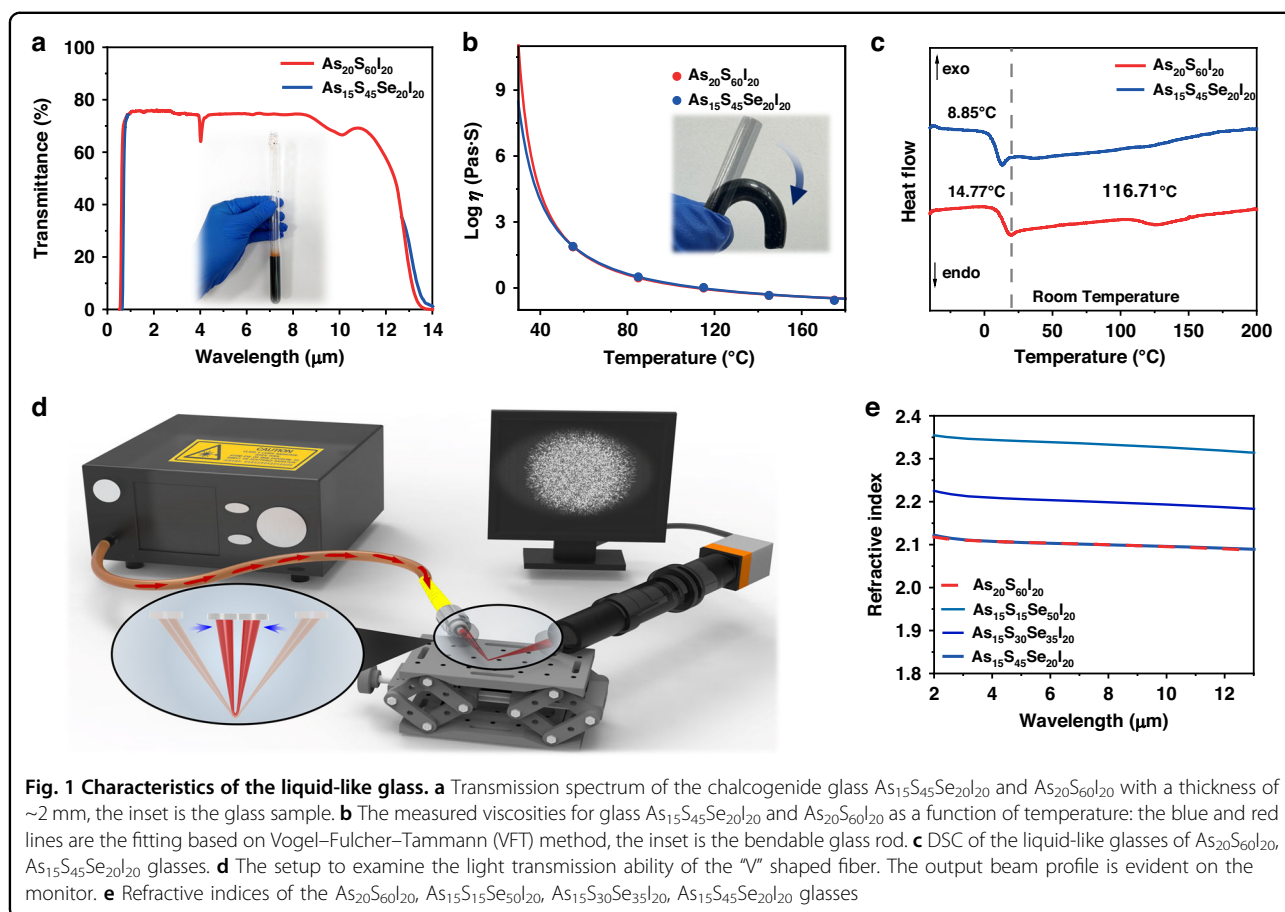 a
100
80
60
40
20
0
Transmittance (%)
As₂₀S₆₀I₂₀
As₁₅S₄₅Se₂₀I₂₀
0 2 4 6 8 10 12 14
Wavelength (μm)
b
9
6
3
0
Log η (Pas·S)
As₂₀S₆₀I₂₀
As₁₅S₄₅Se₂₀I₂₀
40 80 120 160
Temperature (°C)
c
exo
As₂₀S₆₀I₂₀
As₁₅S₄₅Se₂₀I₂₀
8.85°C
14.77°C
116.71°C
Heat flow
endo
Room Temperature
0 50 100 150 200
Temperature (°C)
d
CAUTION
e
2.4
2.3
2.2
2.1
2.0
1.9
1.8
Refractive index
As₂₀S₆₀I₂₀
As₁₅S₁₅Se₅₀I₂₀
As₁₅S₃₀Se₃₅I₂₀
As₁₅S₄₅Se₂₀I₂₀
2 4 6 8 10 12
Wavelength (μm)
Fig. 1 Characteristics of the liquid-like glass. a Transmission spectrum of the chalcogenide glass As₁₅S₄₅Se₂₀I₂₀ and As₂₀S₆₀I₂₀ with a thickness of
~2 mm, the inset is the glass sample. b The measured viscosities for glass As₁₅S₄₅Se₂₀I₂₀ and As₂₀S₆₀I₂₀ as a function of temperature: the blue and red
lines are the fitting based on Vogel–Fulcher–Tammann (VFT) method, the inset is the bendable glass rod. c DSC of the liquid-like glasses of As₂₀S₆₀I₂₀,
As₁₅S₄₅Se₂₀I₂₀ glasses. d The setup to examine the light transmission ability of the "V" shaped fiber. The output beam profile is evident on the
monitor. e Refractive indices of the As₂₀S₆₀I₂₀, As₁₅S₁₅Se₅₀I₂₀, As₁₅S₃₀Se₃₅I₂₀, As₁₅S₄₅Se₂₀I₂₀ glasses